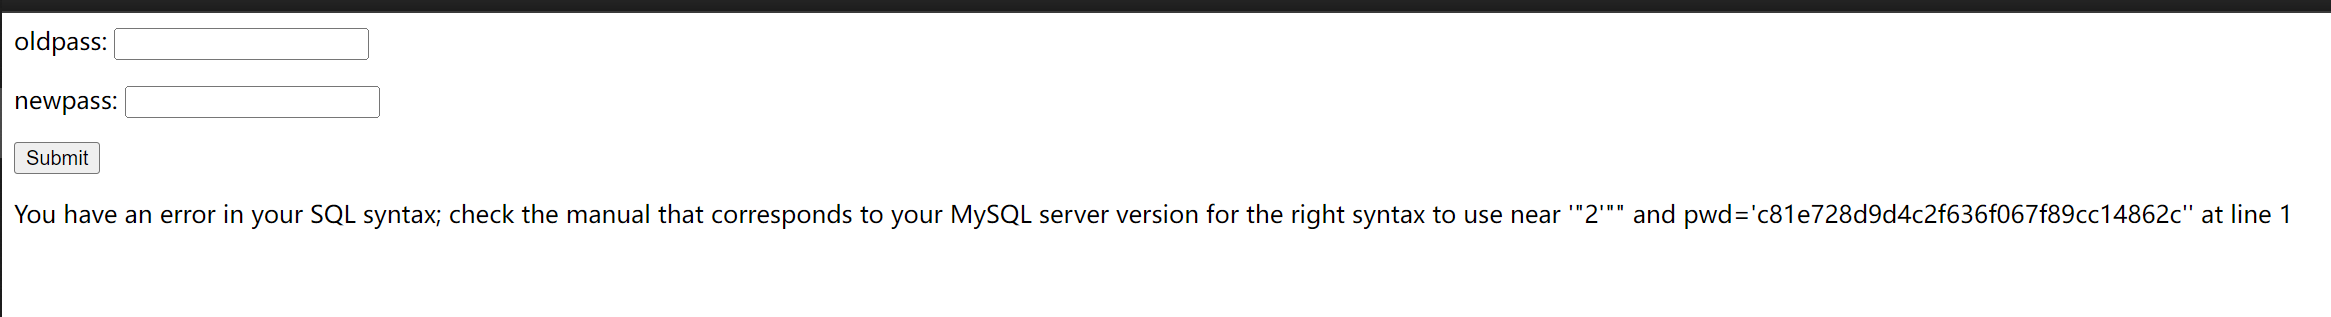 oldpass:
newpass:
Submit
You have an error in your SQL syntax; check the manual that corresponds to your MySQL server version for the right syntax to use near '"2'"" and pwd='c81e728d9d4c2f636f067f89cc14862c'' at line 1